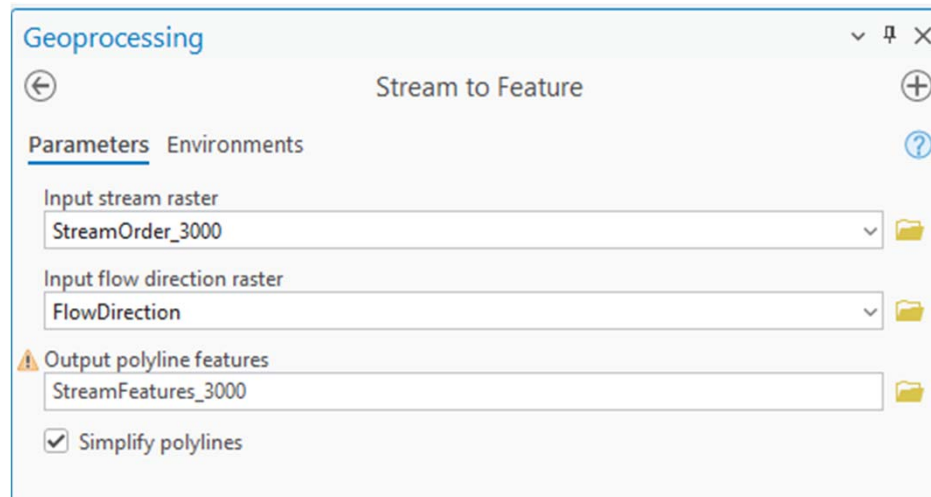 Geoprocessing
Stream to Feature
Parameters Environments
Input stream raster
StreamOrder_3000
Input flow direction raster
FlowDirection
Output polyline features
StreamFeatures_3000
Simplify polylines